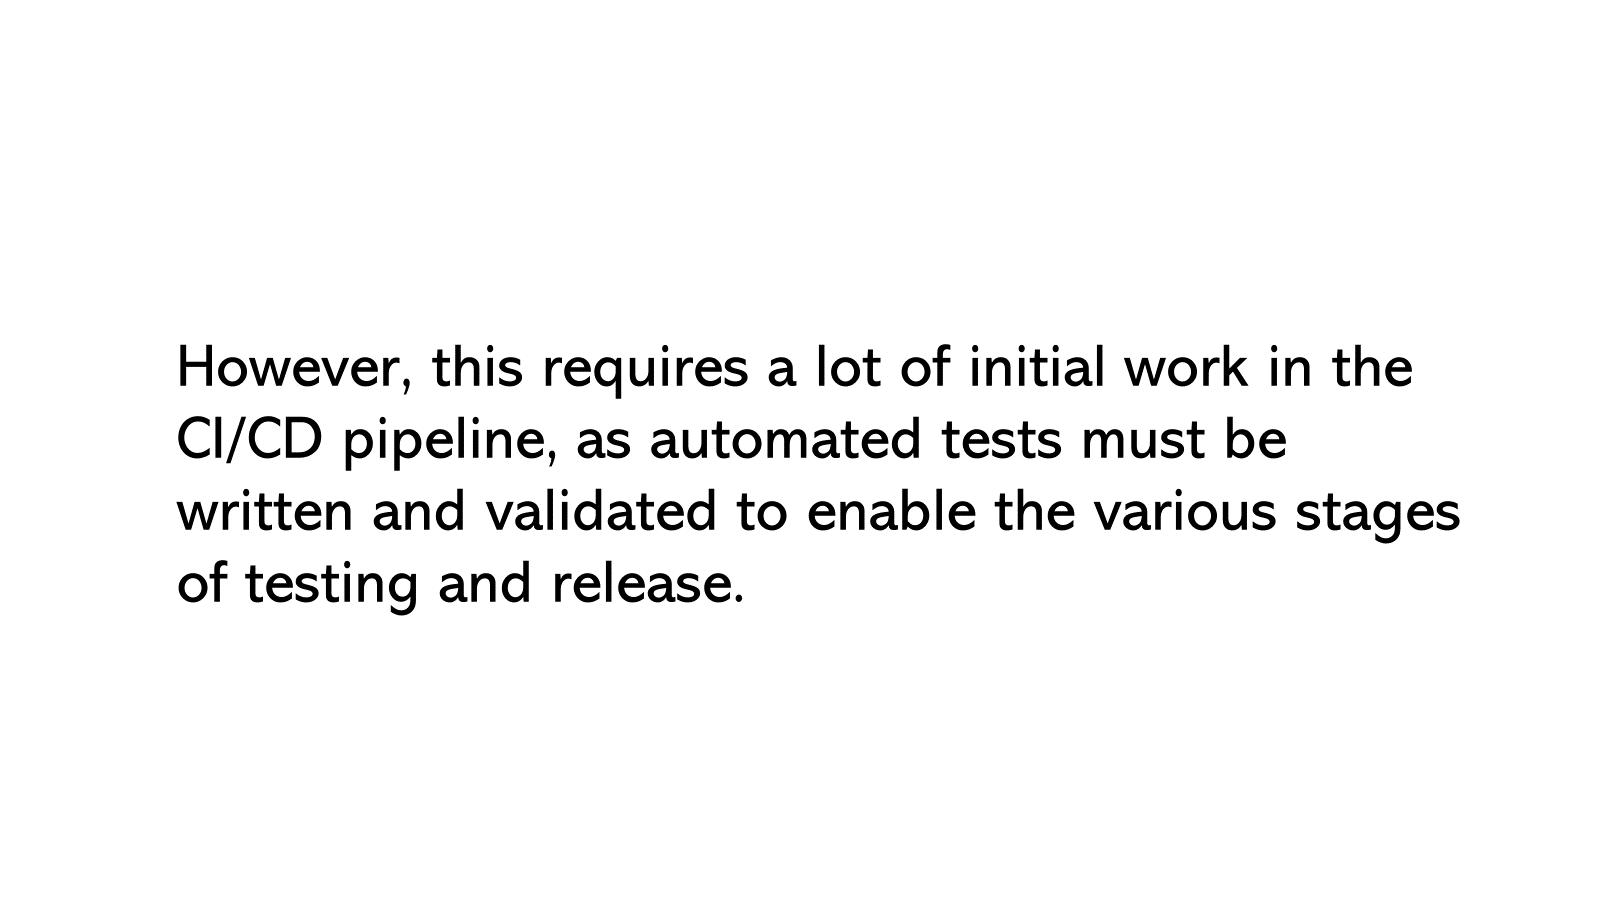 However, this requires a lot of initial work in the
CI/CD pipeline, as automated tests must be
written and validated to enable the various stages
of testing and release.